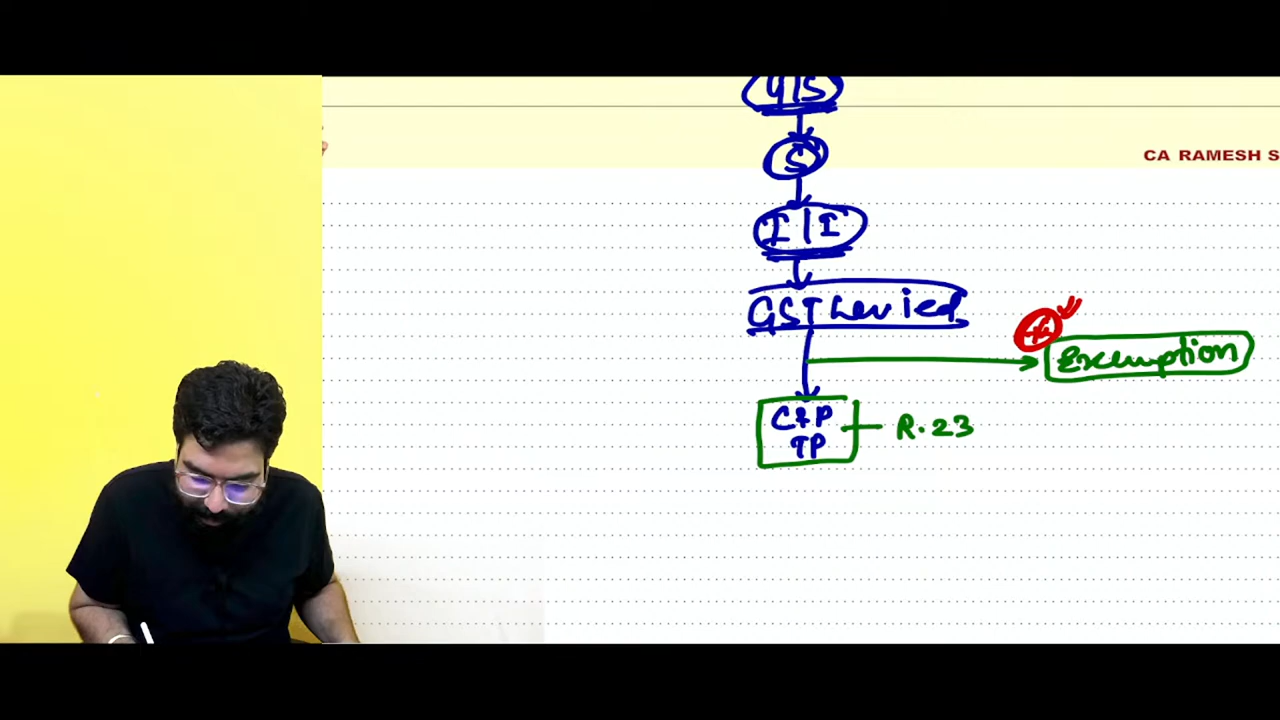 G|S
CA RAMESH S
S
I|I
GST Levied
Exemption
C&P
TP
R.23